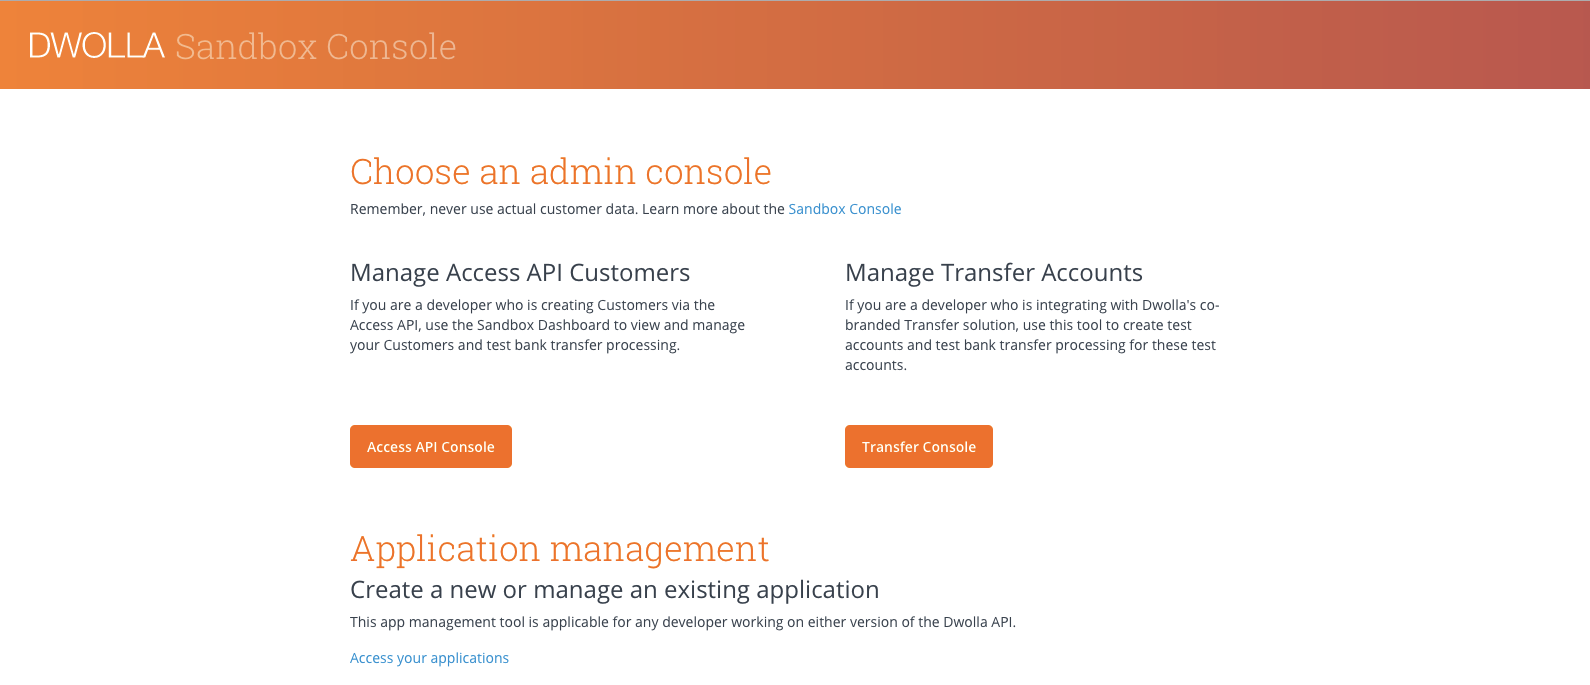 DWOLLA Sandbox Console
Choose an admin console
Remember, never use actual customer data. Learn more about the Sandbox Console
Manage Access API Customers
If you are a developer who is creating Customers via the
Access API, use the Sandbox Dashboard to view and manage
your Customers and test bank transfer processing.
Access API Console
Manage Transfer Accounts
If you are a developer who is integrating with Dwolla's co-
branded Transfer solution, use this tool to create test
accounts and test bank transfer processing for these test
accounts.
Transfer Console
Application management
Create a new or manage an existing application
This app management tool is applicable for any developer working on either version of the Dwolla API.
Access your applications